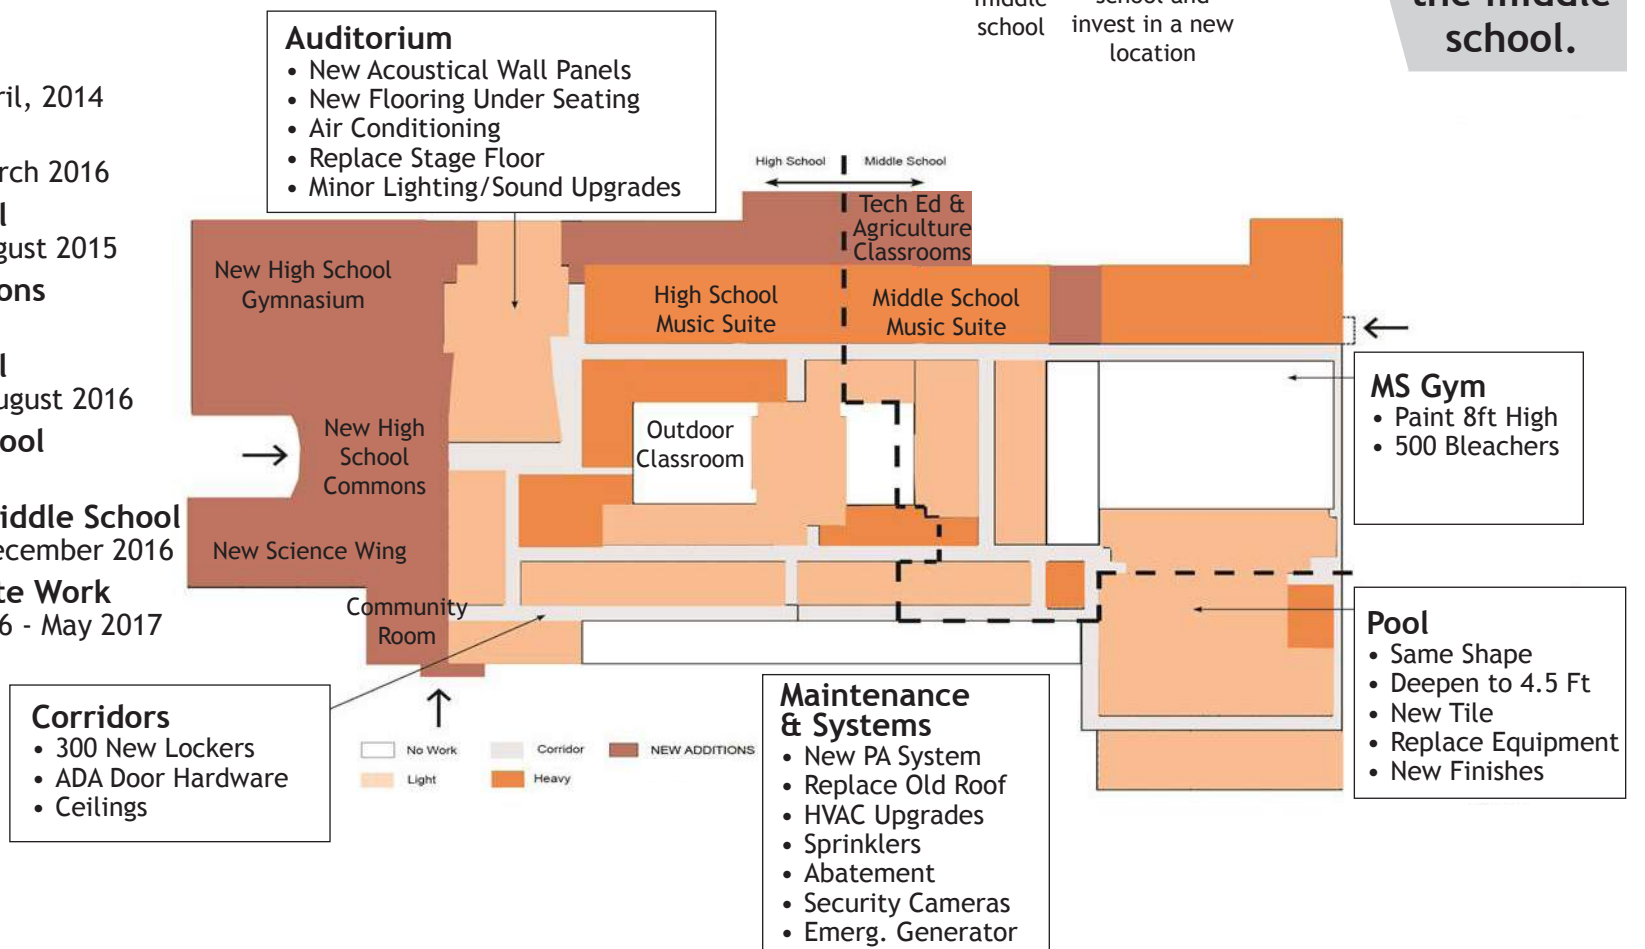 middle
school
school and
invest in a new
location
the middle
school.
Auditorium
• New Acoustical Wall Panels
• New Flooring Under Seating
• Air Conditioning
• Replace Stage Floor
• Minor Lighting/Sound Upgrades
ril, 2014
rch 2016
l
gust 2015
ons
l
ugust 2016
ool
iddle School
ecember 2016
te Work
6 - May 2017
High School
Middle School
Tech Ed &
Agriculture
Classrooms
New High School
Gymnasium
High School
Music Suite
Middle School
Music Suite
New High
School
Commons
Outdoor
Classroom
New Science Wing
Community
Room
MS Gym
• Paint 8ft High
• 500 Bleachers
Pool
• Same Shape
• Deepen to 4.5 Ft
• New Tile
• Replace Equipment
• New Finishes
Corridors
• 300 New Lockers
• ADA Door Hardware
• Ceilings
No Work
Corridor
NEW ADDITIONS
Light
Heavy
Maintenance
& Systems
• New PA System
• Replace Old Roof
• HVAC Upgrades
• Sprinklers
• Abatement
• Security Cameras
• Emerg. Generator